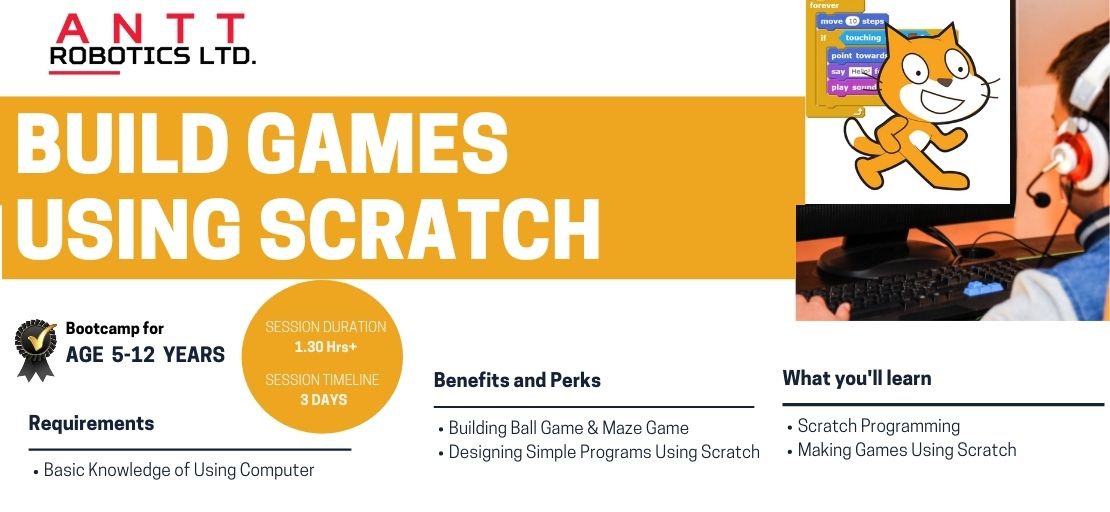 ANTT
ROBOTICS LTD.
forever
move 10 steps
if touching
point towards
say Hello!
play sound
BUILD GAMES
USING SCRATCH
Bootcamp for
AGE 5-12 YEARS
SESSION DURATION
1.30 Hrs+
SESSION TIMELINE
3 DAYS
Requirements
• Basic Knowledge of Using Computer
Benefits and Perks
• Building Ball Game & Maze Game
• Designing Simple Programs Using Scratch
What you'll learn
• Scratch Programming
• Making Games Using Scratch